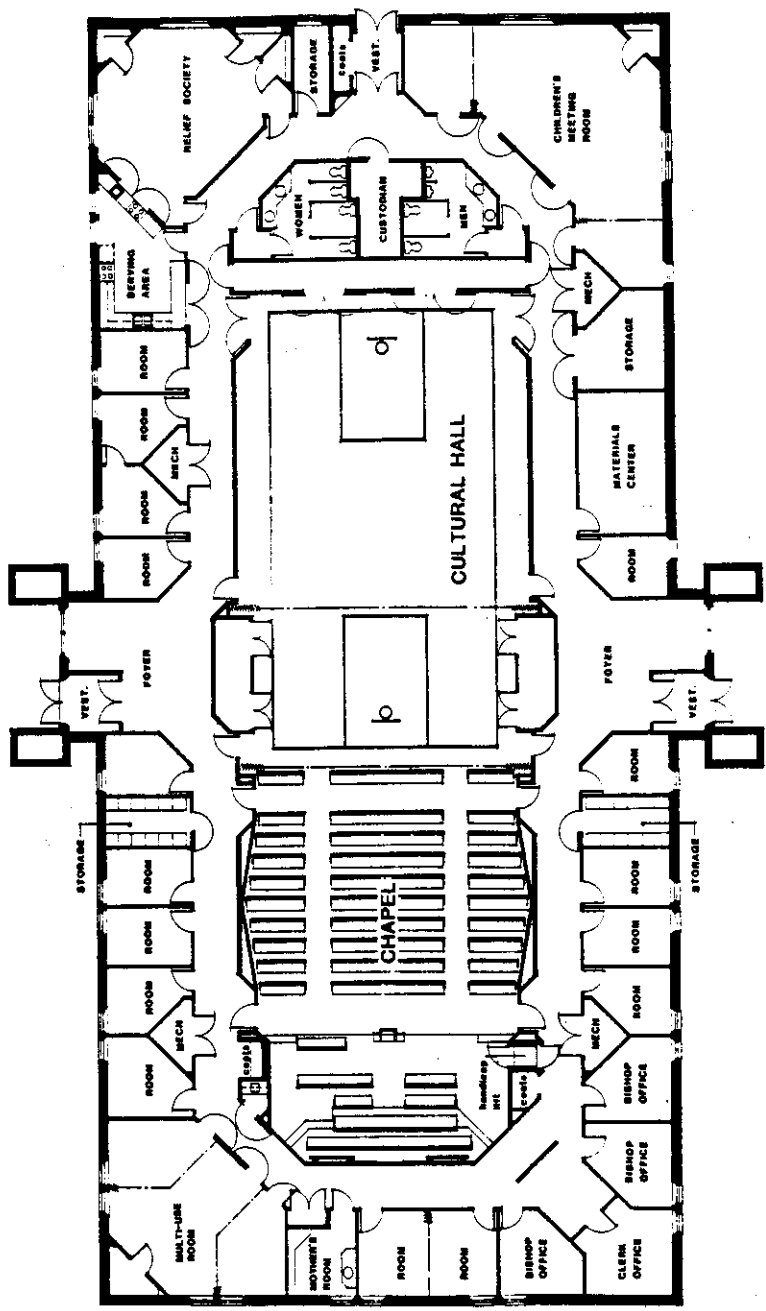 RELIEF SOCIETY
STORAGE
coats
VEST.
CHILDREN'S
MEETING
ROOM
WOMEN
CUSTODIAN
MEN
SERVING
AREA
MECH
ROOM
STORAGE
ROOM
MECH
ROOM
CULTURAL HALL
MATERIALS
CENTER
ROOM
ROOM
FOYER
FOYER
VEST.
VEST.
ROOM
STORAGE
STORAGE
ROOM
ROOM
CHAPEL
ROOM
ROOM
ROOM
ROOM
MECH
MECH
ROOM
coats
handicap
lift
coats
BISHOP
OFFICE
BISHOP
OFFICE
MULTI-USE
ROOM
MOTHER'S
ROOM
ROOM
ROOM
BISHOP
OFFICE
CLERK
OFFICE